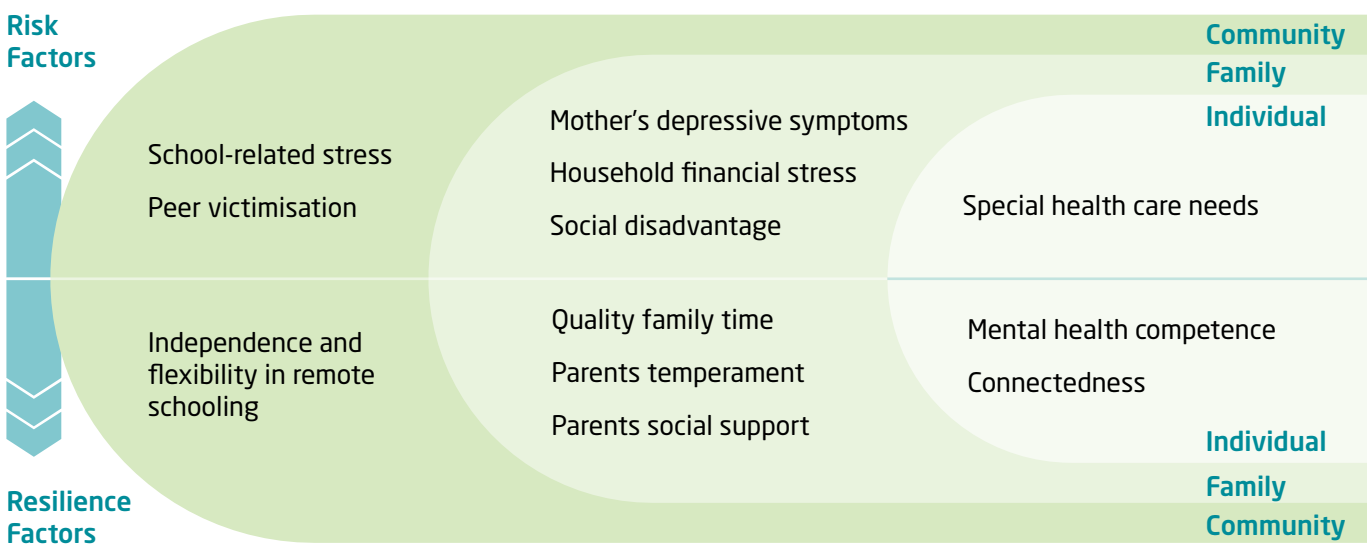 Risk
Factors
Community
Family
Individual
School-related stress
Peer victimisation
Mother's depressive symptoms
Household financial stress
Social disadvantage
Special health care needs
Independence and
flexibility in remote
schooling
Quality family time
Parents temperament
Parents social support
Mental health competence
Connectedness
Individual
Family
Community
Resilience
Factors